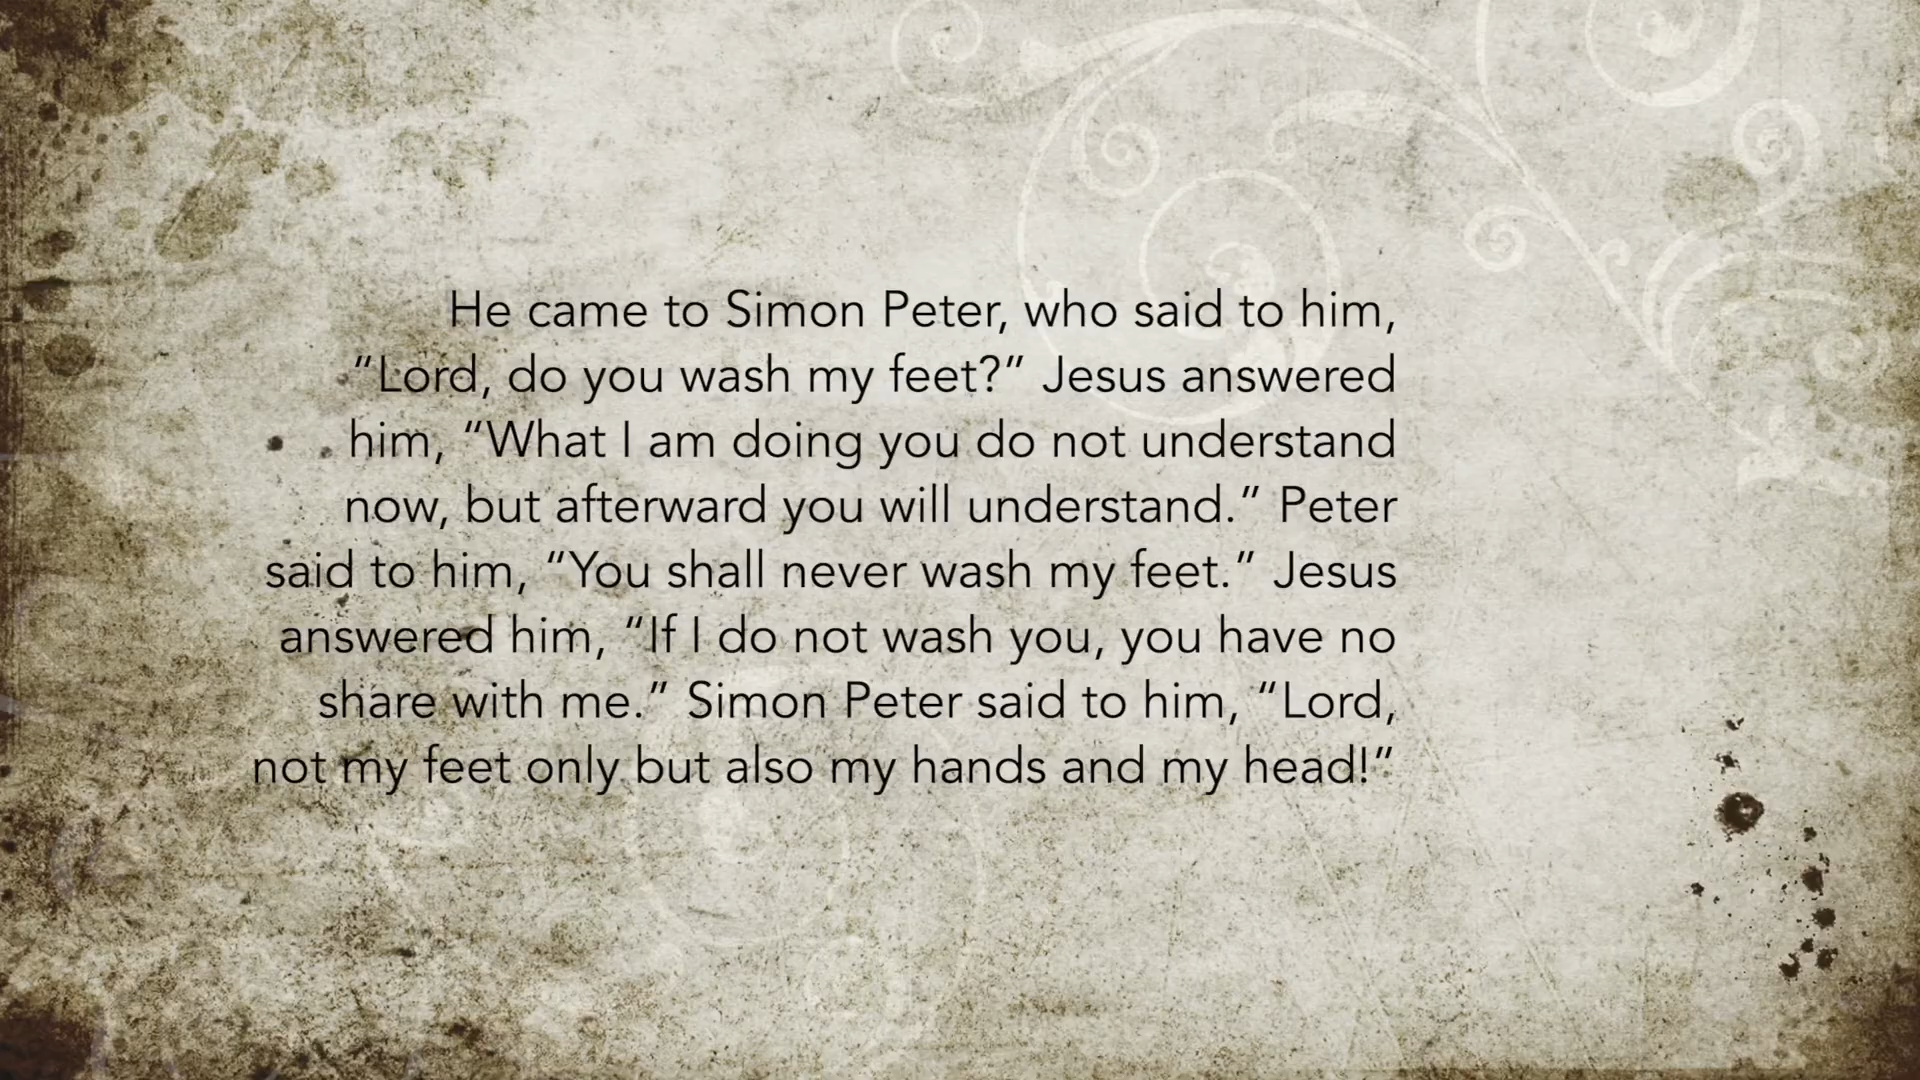 He came to Simon Peter, who said to him,
“Lord, do you wash my feet?” Jesus answered
him, “What I am doing you do not understand
now, but afterward you will understand.” Peter
said to him, “You shall never wash my feet.” Jesus
answered him, “If I do not wash you, you have no
share with me.” Simon Peter said to him, “Lord,
not my feet only but also my hands and my head!”